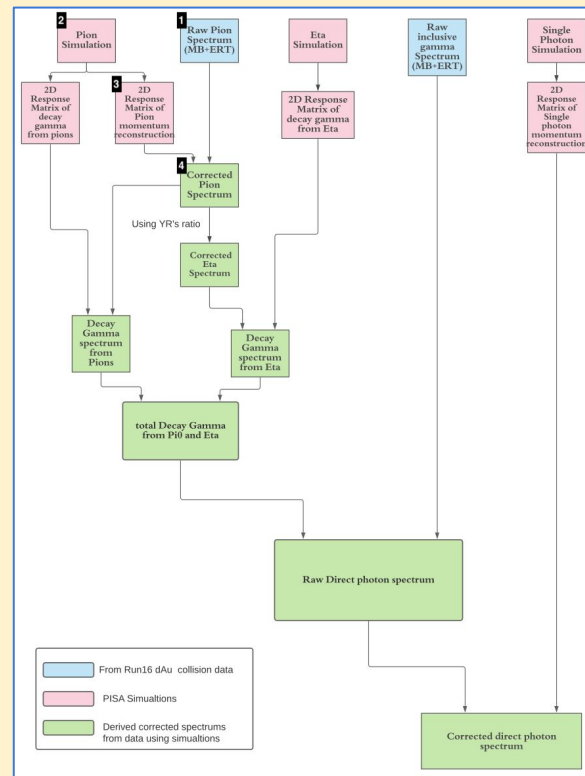 2
Pion
Simulation
1
Raw Pion
Spectrum
(MB+ERT)
Eta
Simulation
Raw
inclusive
gamma
Spectrum
(MB+ERT)
Single
Photon
Simulation
2D
Response
Matrix of
decay
gamma
from pions
3
2D
Response
Matrix of
Pion
momentum
reconstruction
2D Response
Matrix of
decay gamma
from Eta
2D
Response
Matrix of
Single
photon
momentum
reconstruction
4
Corrected
Pion
Spectrum
Using YR's ratio
Corrected
Eta
Spectrum
Decay
Gamma
spectrum
from
Pions
Decay
Gamma
spectrum
from Eta
total Decay Gamma
from Pi0 and Eta
Raw Direct photon spectrum
From Run16 dAu collision data
PISA Simualtions
Derived corrected spectrums
from data using simualtions
Corrected direct photon
spectrum